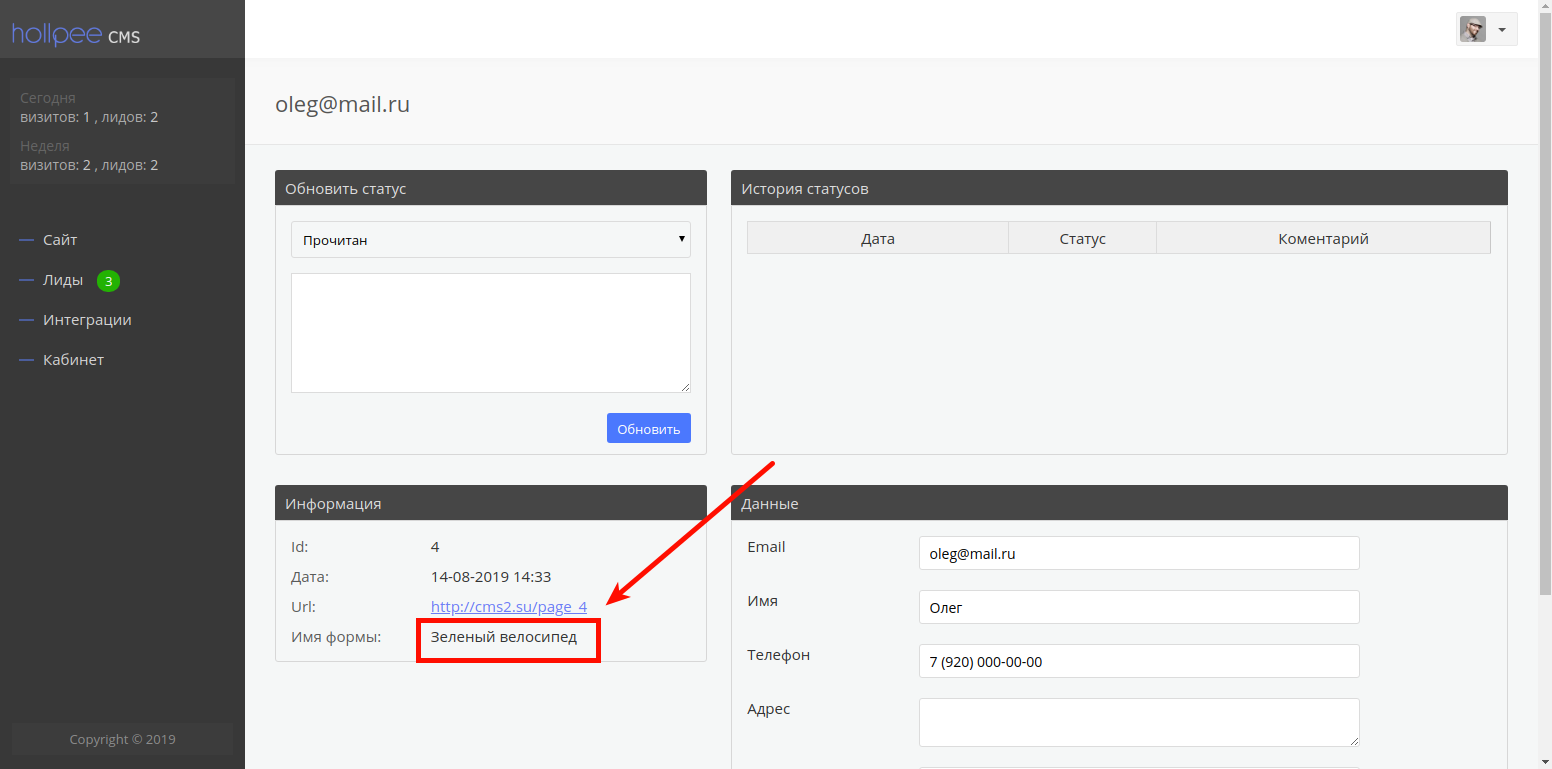 hollpee CMS
Сегодня
визитов: 1 , лидов: 2
Неделя
визитов: 2 , лидов: 2
Сайт
Лиды 3
Интеграции
Кабинет
Copyright © 2019
oleg@mail.ru
Обновить статус
Прочитан
Обновить
История статусов
Дата Статус Коментарий
Информация
Id: 4
Дата: 14-08-2019 14:33
Url: http://cms2.su/page_4
Имя формы: Зеленый велосипед
Данные
Email oleg@mail.ru
Имя Олег
Телефон 7 (920) 000-00-00
Адрес